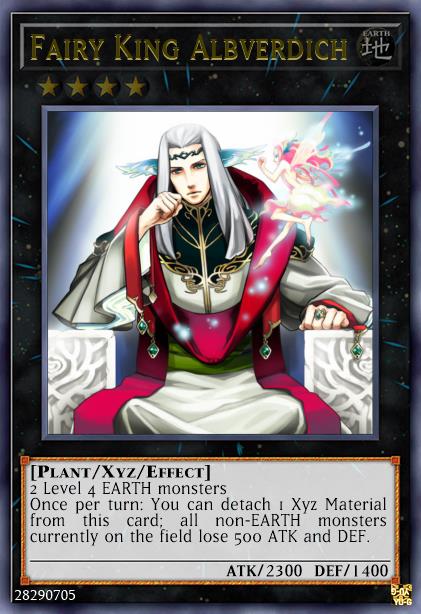 FAIRY KING ALBVERDICH
EARTH
地
[PLANT/XYZ/EFFECT]
2 Level 4 EARTH monsters
Once per turn: You can detach 1 Xyz Material
from this card; all non-EARTH monsters
currently on the field lose 500 ATK and DEF.
ATK/2300 DEF/1400
28290705